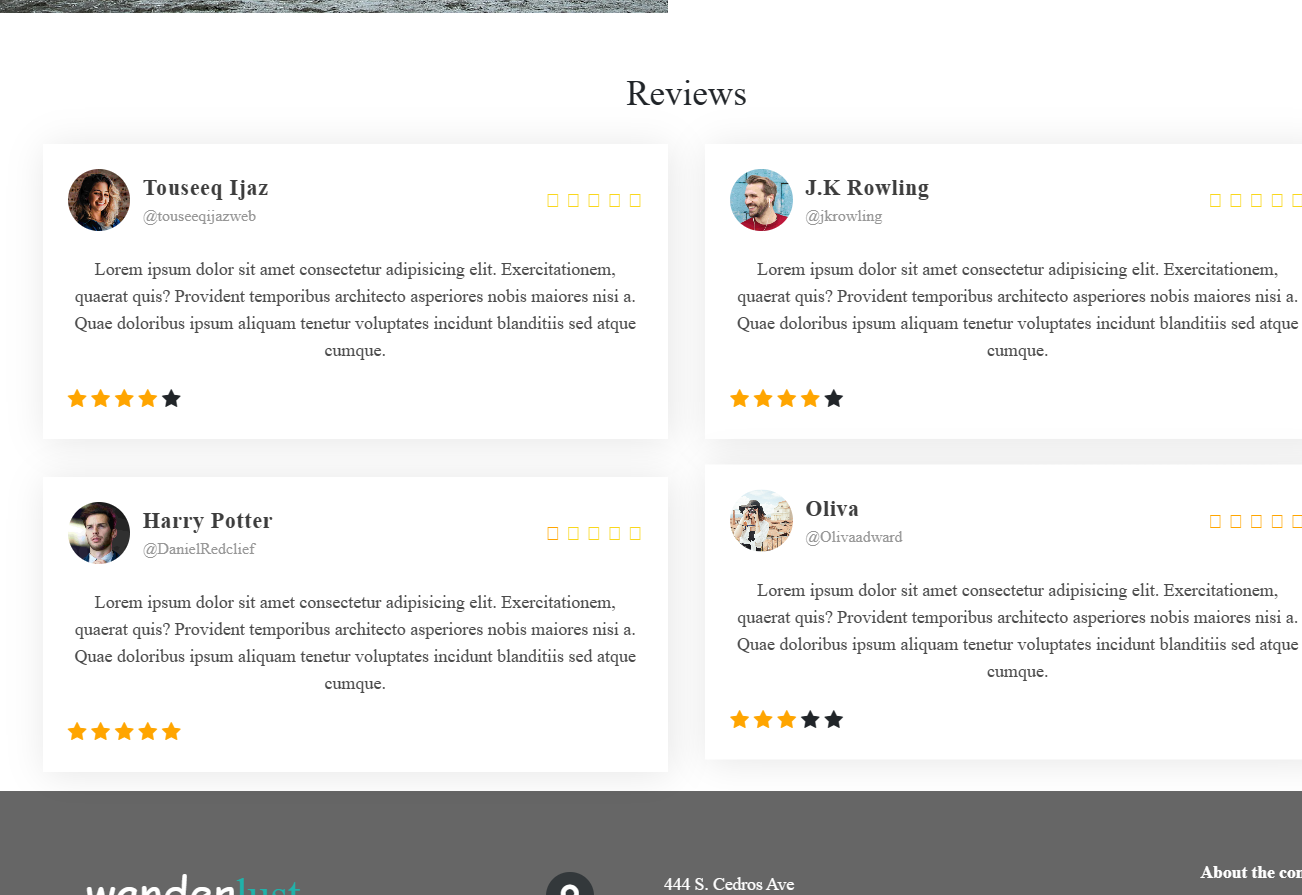 Reviews
Touseeq Ijaz
@touseeqijazweb
Lorem ipsum dolor sit amet consectetur adipisicing elit. Exercitationem,
quaerat quis? Provident temporibus architecto asperiores nobis maiores nisi a.
Quae doloribus ipsum aliquam tenetur voluptates incidunt blanditiis sed atque
cumque.
J.K Rowling
@jkrowling
Lorem ipsum dolor sit amet consectetur adipisicing elit. Exercitationem,
quaerat quis? Provident temporibus architecto asperiores nobis maiores nisi a.
Quae doloribus ipsum aliquam tenetur voluptates incidunt blanditiis sed atque
cumque.
Harry Potter
@DanielRedclief
Lorem ipsum dolor sit amet consectetur adipisicing elit. Exercitationem,
quaerat quis? Provident temporibus architecto asperiores nobis maiores nisi a.
Quae doloribus ipsum aliquam tenetur voluptates incidunt blanditiis sed atque
cumque.
Oliva
@Olivaadward
Lorem ipsum dolor sit amet consectetur adipisicing elit. Exercitationem,
quaerat quis? Provident temporibus architecto asperiores nobis maiores nisi a.
Quae doloribus ipsum aliquam tenetur voluptates incidunt blanditiis sed atque
cumque.
wanderlust
444 S. Cedros Ave
About the